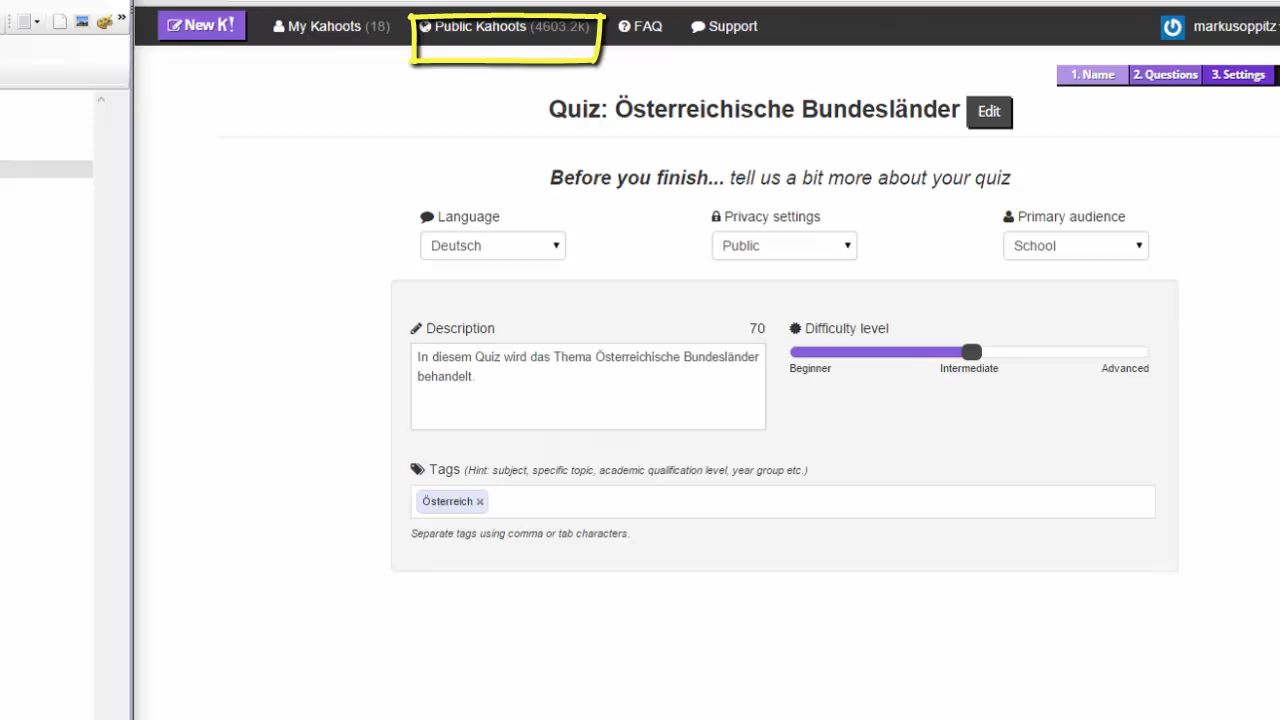 New K! My Kahoots (18) Public Kahoots (4603.2k) FAQ Support markusoppitz
1. Name 2. Questions 3. Settings
Quiz: Österreichische Bundesländer Edit
Before you finish... tell us a bit more about your quiz
Language Privacy settings Primary audience
Deutsch Public School
Description 70 Difficulty level
In diesem Quiz wird das Thema Österreichische Bundesländer
behandelt.
Beginner Intermediate Advanced
Tags (Hint: subject, specific topic, academic qualification level, year group etc.)
Österreich
Separate tags using comma or tab characters.